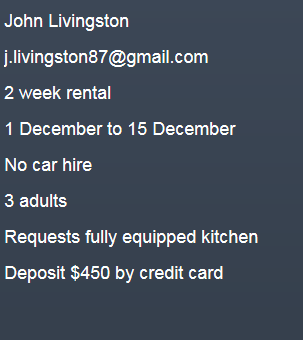 John Livingston
j.livingston87@gmail.com
2 week rental
1 December to 15 December
No car hire
3 adults
Requests fully equipped kitchen
Deposit $450 by credit card